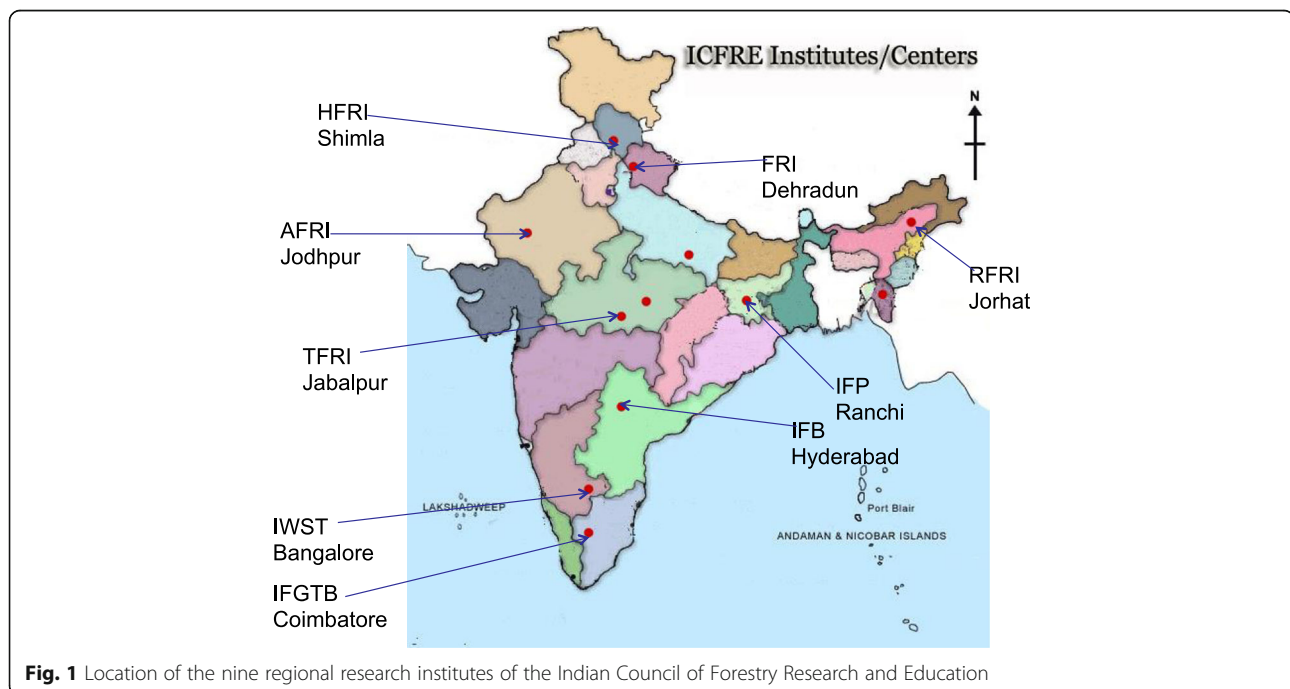 ICFRE Institutes/Centers
N
HFRI
Shimla
FRI
Dehradun
AFRI
Jodhpur
RFRI
Jorhat
TFRI
Jabalpur
IFP
Ranchi
IFB
Hyderabad
LAKSHADWEEP
Port Blair
IWST
Bangalore
ANDAMAN & NICOBAR ISLANDS
IFGTB
Coimbatore
Fig. 1 Location of the nine regional research institutes of the Indian Council of Forestry Research and Education